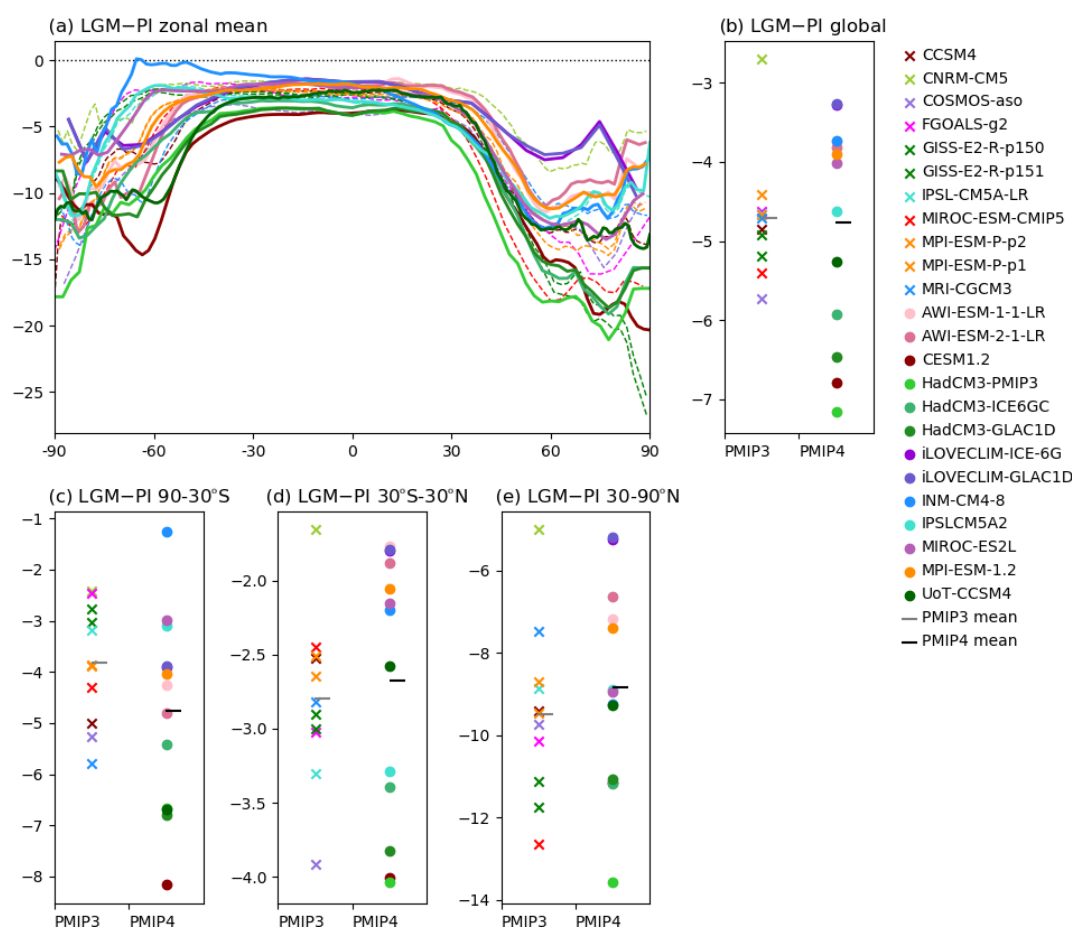 (a) LGM−PI zonal mean
0
−5
−10
−15
−20
−25
−90
−60
−30
0
30
60
90
(b) LGM−PI global
−3
−4
−5
−6
−7
PMIP3
PMIP4
CCSM4
CNRM-CM5
COSMOS-aso
FGOALS-g2
GISS-E2-R-p150
GISS-E2-R-p151
IPSL-CM5A-LR
MIROC-ESM-CMIP5
MPI-ESM-P-p2
MPI-ESM-P-p1
MRI-CGCM3
AWI-ESM-1-1-LR
AWI-ESM-2-1-LR
CESM1.2
HadCM3-PMIP3
HadCM3-ICE6GC
HadCM3-GLAC1D
iLOVECLIM-ICE-6G
iLOVECLIM-GLAC1D
INM-CM4-8
IPSLCM5A2
MIROC-ES2L
MPI-ESM-1.2
UoT-CCSM4
PMIP3 mean
PMIP4 mean
(c) LGM−PI 90-30°S
−1
−2
−3
−4
−5
−6
−7
−8
PMIP3
PMIP4
(d) LGM−PI 30°S-30°N
−2.0
−2.5
−3.0
−3.5
−4.0
PMIP3
PMIP4
(e) LGM−PI 30-90°N
−6
−8
−10
−12
−14
PMIP3
PMIP4